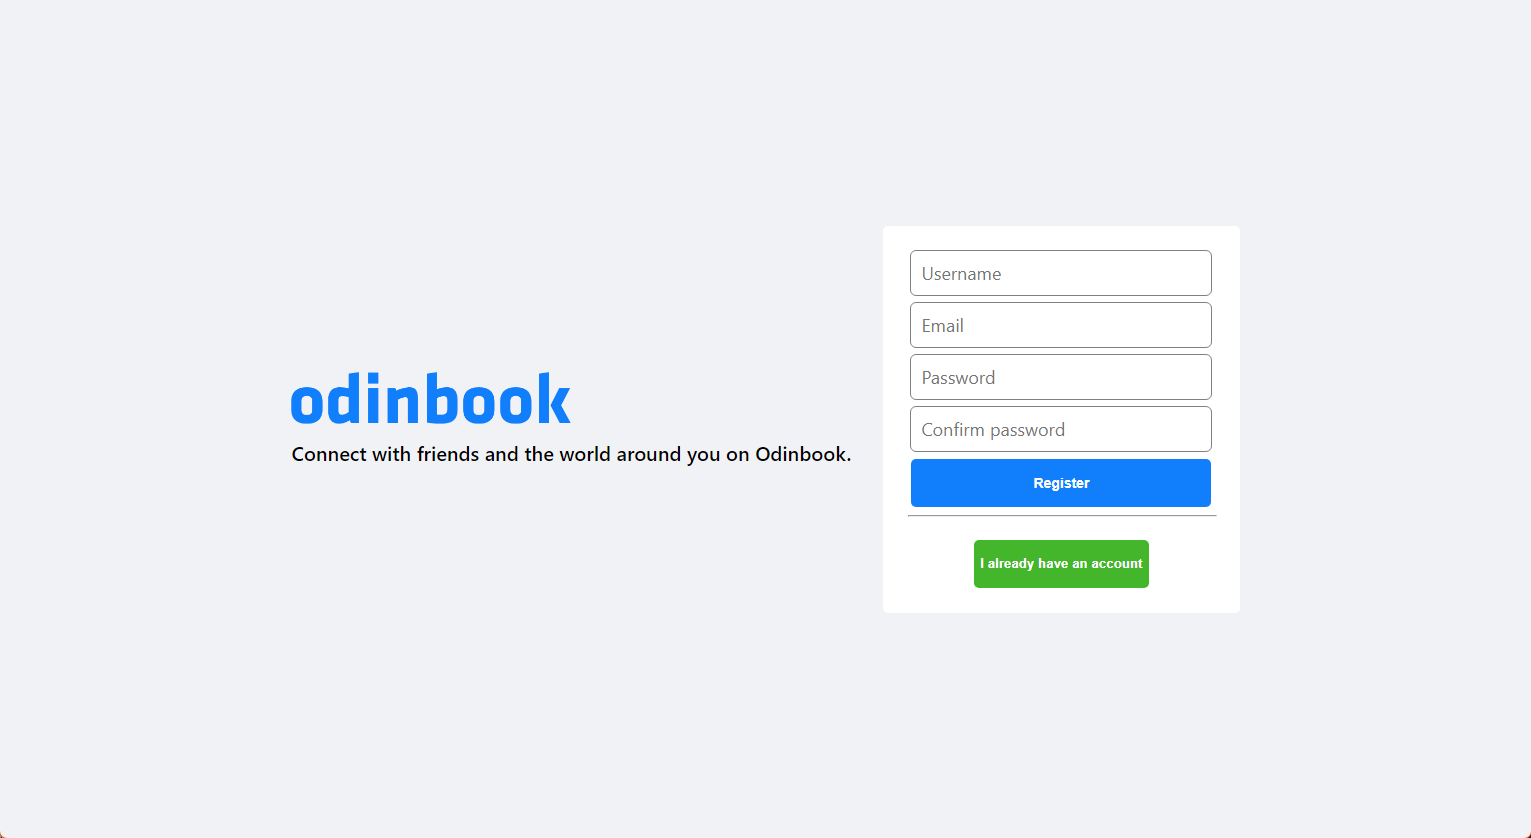 odinbook
Connect with friends and the world around you on Odinbook.
Username
Email
Password
Confirm password
Register
I already have an account